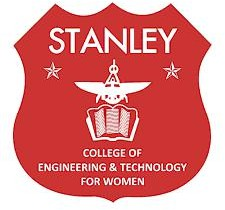 STANLEY
COLLEGE OF
ENGINEERING & TECHNOLOGY
FOR WOMEN